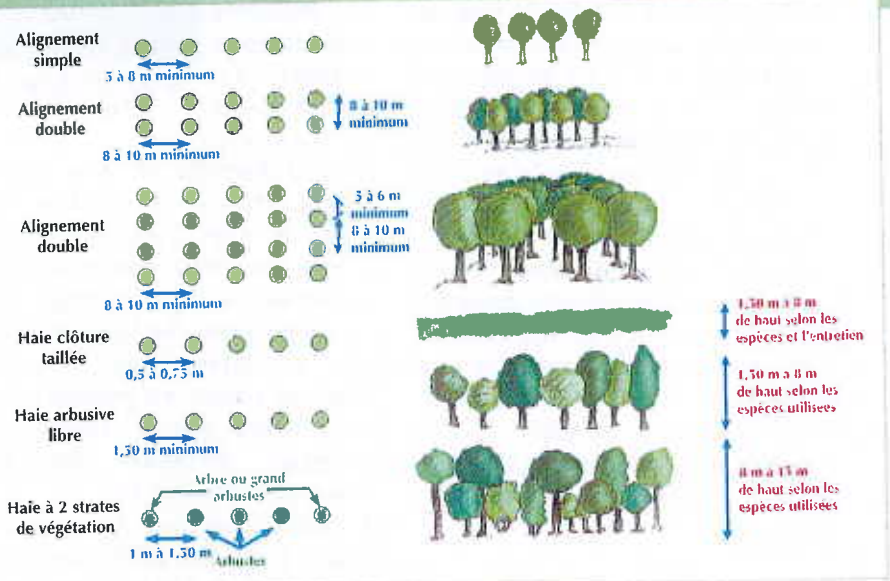 Alignement
simple
5 à 8 m minimum
Alignement
double
8 à 10 m
minimum
8 à 10 m minimum
Alignement
double
5 à 6 m
minimum
8 à 10 m
minimum
8 à 10 m minimum
Haie clôture
taillée
0,5 à 0,75 m
1,50 m à 8 m
de haut selon les
espèces et l'entretien
Haie arbusive
libre
1,50 m minimum
1,50 m à 8 m
de haut selon les
espèces utilisées
Haie à 2 strates
de végétation
Arbre ou grand
arbustes
1 m à 1,50 m
Arbustes
8 m à 15 m
de haut selon les
espèces utilisées